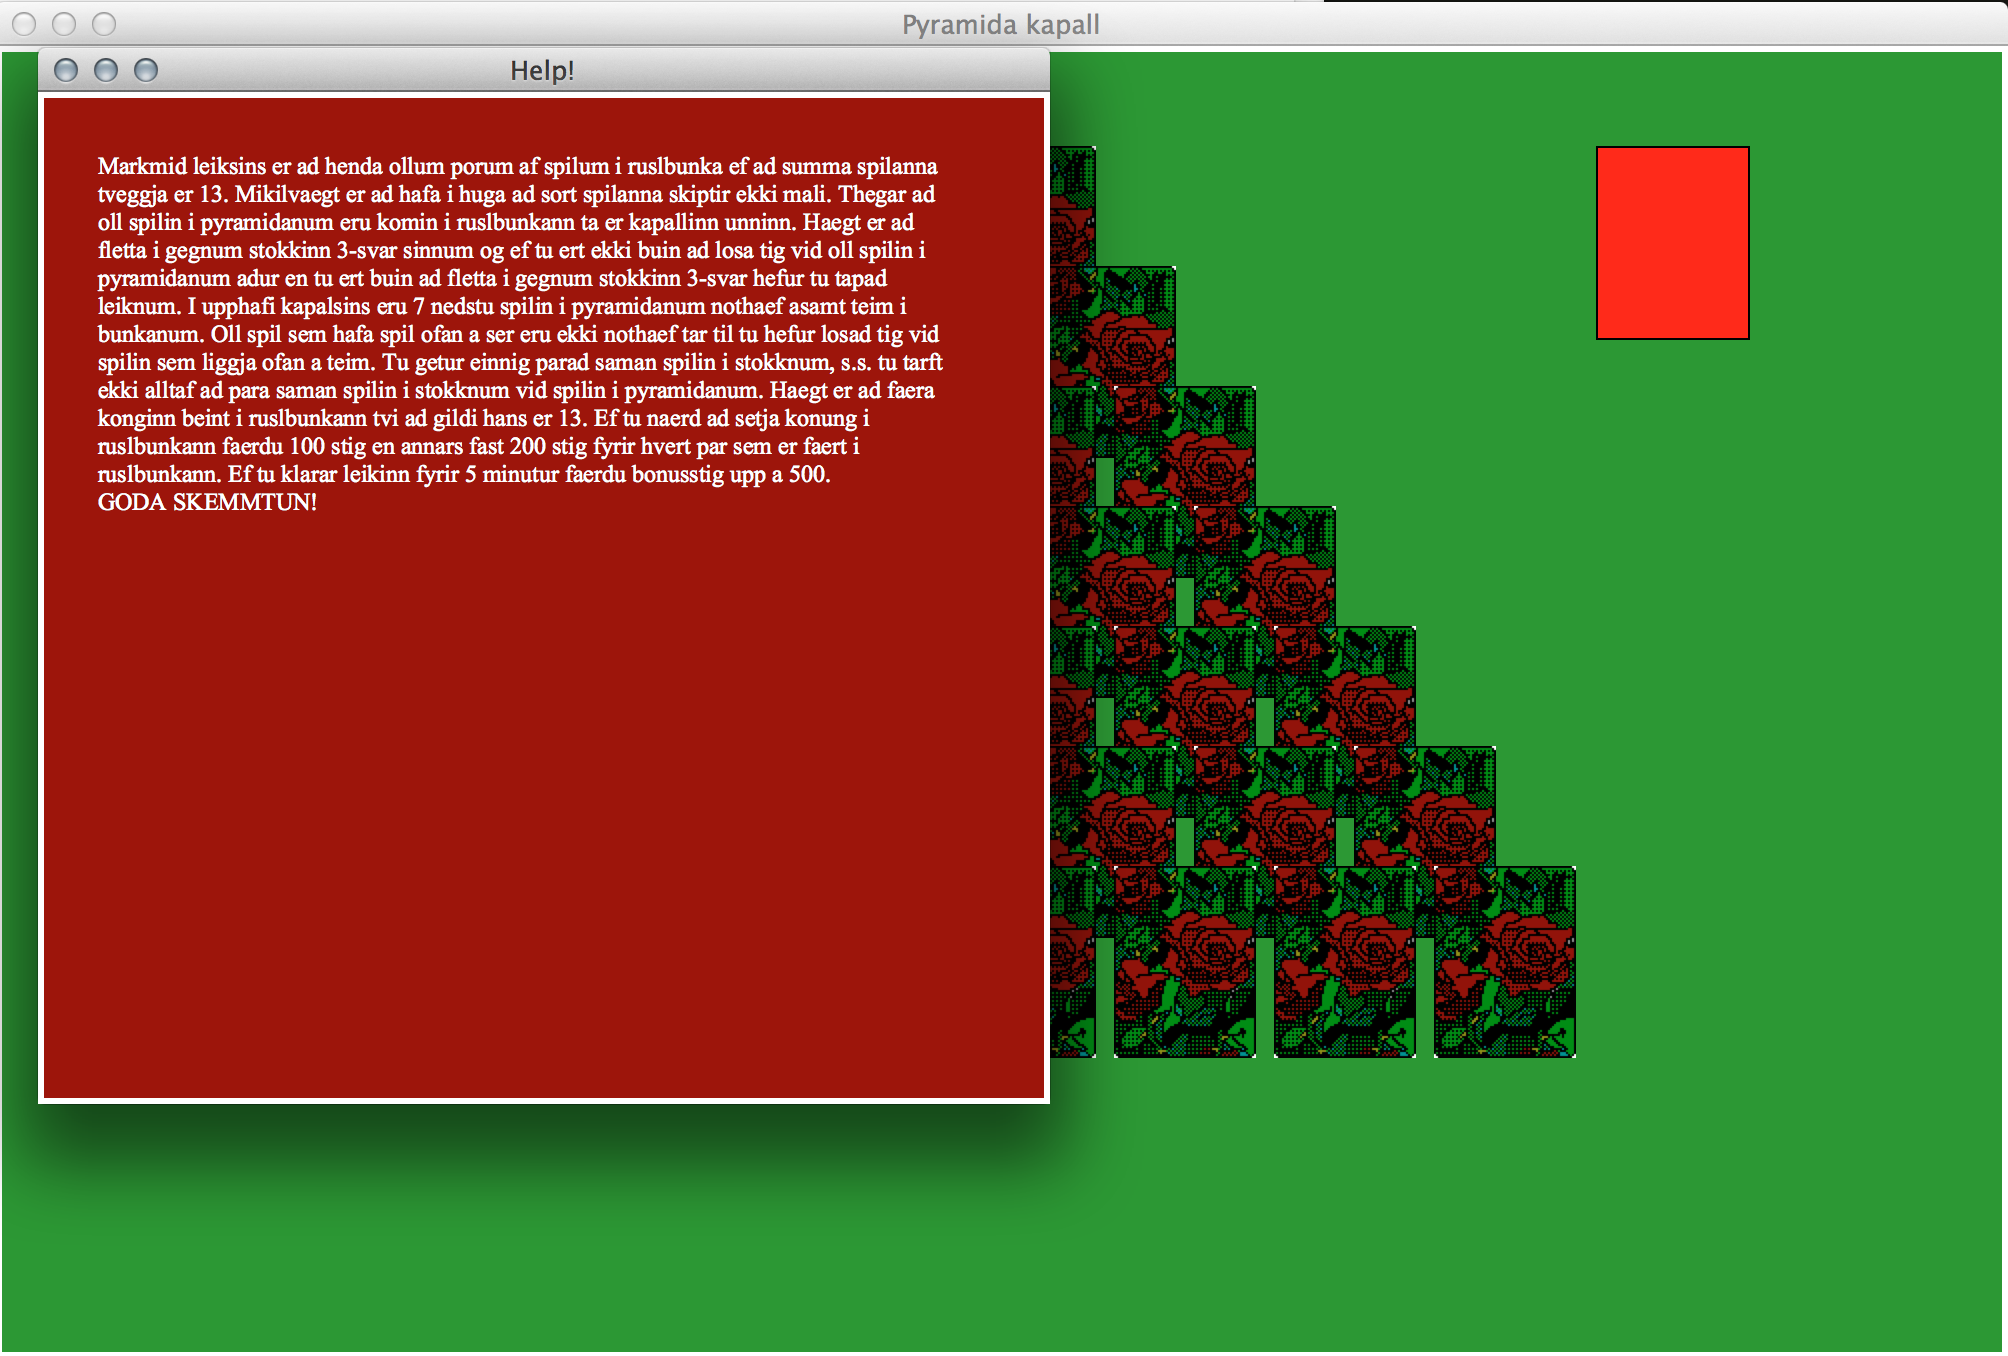 Pyramida kapall
Help!
Markmid leiksins er ad henda ollum porum af spilum i ruslbunka ef ad summa spilanna
tveggja er 13. Mikilvaegt er ad hafa i huga ad sort spilanna skiptir ekki mali. Thegar ad
oll spilin i pyramidanum eru komin i ruslbunkann ta er kapallinn unninn. Haegt er ad
fletta i gegnum stokkinn 3-svar sinnum og ef tu ert ekki buin ad losa tig vid oll spilin i
pyramidanum adur en tu ert buin ad fletta i gegnum stokkinn 3-svar hefur tu tapad
leiknum. I upphafi kapalsins eru 7 nedstu spilin i pyramidanum nothaef asamt teim i
bunkanum. Oll spil sem hafa spil ofan a ser eru ekki nothaef tar til tu hefur losad tig vid
spilin sem liggja ofan a teim. Tu getur einnig parad saman spilin i stokknum, s.s. tu tarft
ekki alltaf ad para saman spilin i stokknum vid spilin i pyramidanum. Haegt er ad faera
konginn beint i ruslbunkann tvi ad gildi hans er 13. Ef tu naerd ad setja konung i
ruslbunkann faerdu 100 stig en annars fast 200 stig fyrir hvert par sem er faert i
ruslbunkann. Ef tu klarar leikinn fyrir 5 minutur faerdu bonusstig upp a 500.
GODA SKEMMTUN!